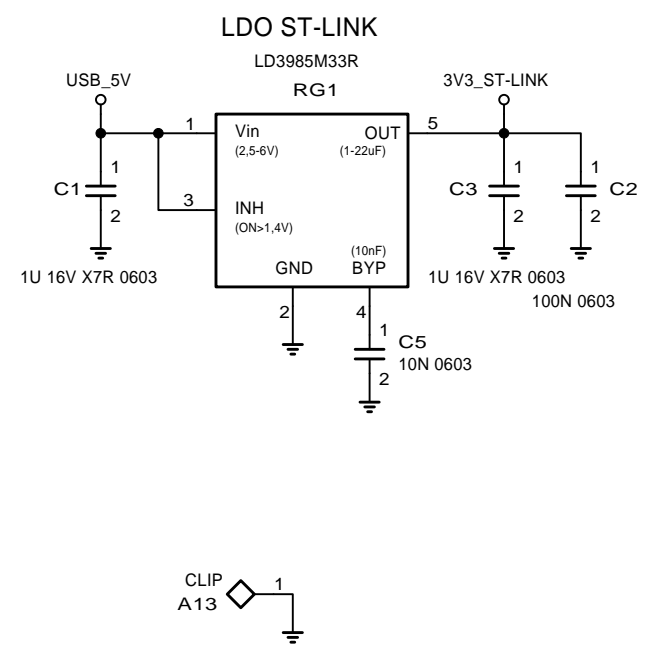 LDO ST-LINK
LD3985M33R
RG1
USB_5V
3V3_ST-LINK
1
Vin
(2,5-6V)
OUT
(1-22uF)
5
C1
1
2
3
INH
(ON>1,4V)
C3
1
2
1
2
C2
(10nF)
GND
BYP
1U 16V X7R 0603
1U 16V X7R 0603
100N 0603
2
4
1
C5
10N 0603
2
CLIP
A13
1